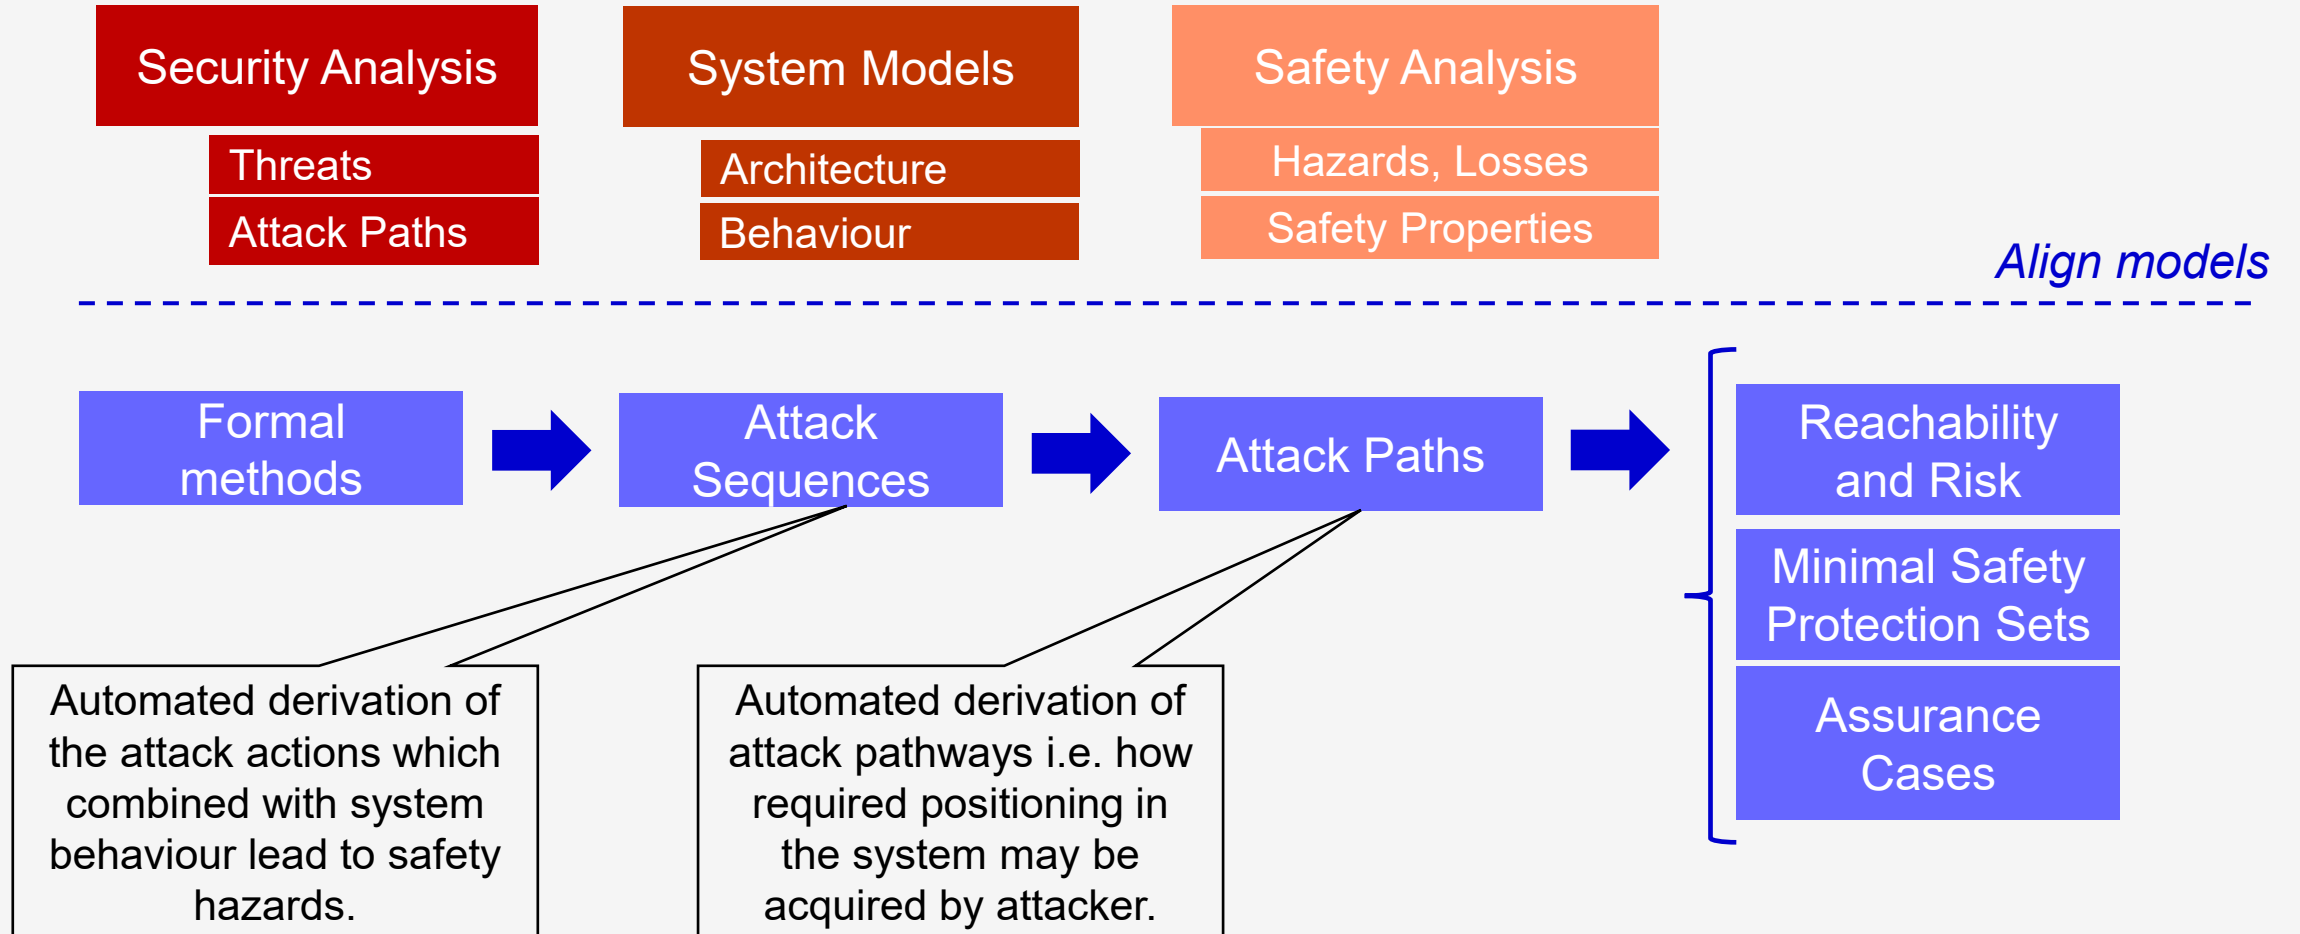 Security Analysis
Threats
Attack Paths
System Models
Architecture
Behaviour
Safety Analysis
Hazards, Losses
Safety Properties
Align models
Formal
methods
Attack
Sequences
Attack Paths
Reachability
and Risk
Minimal Safety
Protection Sets
Assurance
Cases
Automated derivation of
the attack actions which
combined with system
behaviour lead to safety
hazards.
Automated derivation of
attack pathways i.e. how
required positioning in
the system may be
acquired by attacker.